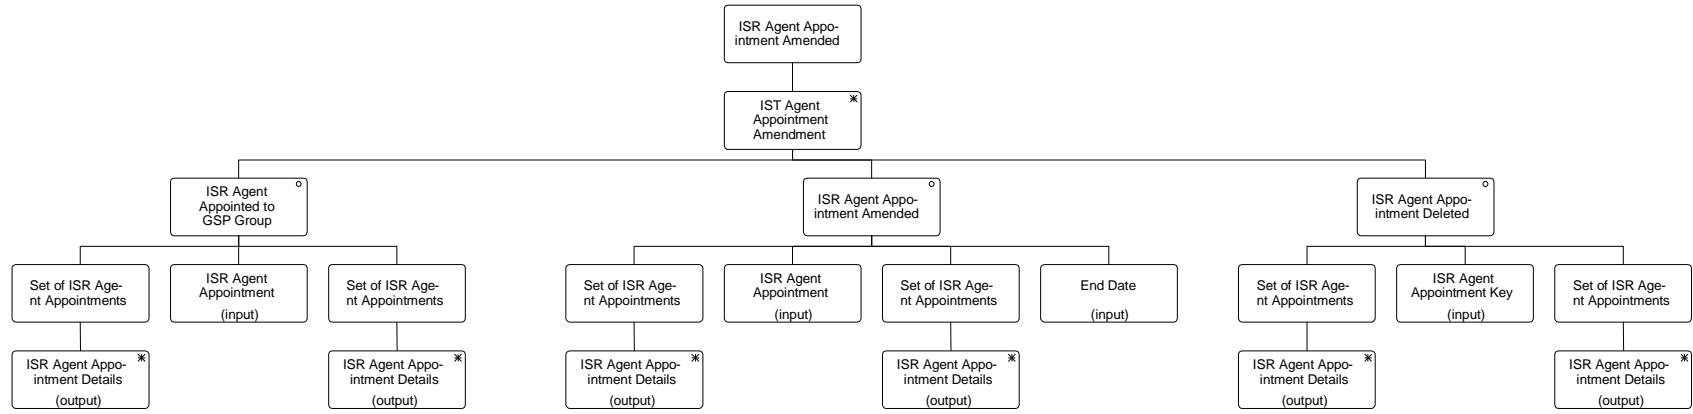 ISR Agent Appo-
intment Amended
IST Agent
Appointment
Amendment
*
ISR Agent
Appointed to
GSP Group
o
ISR Agent Appo-
intment Amended
o
ISR Agent Appo-
intment Deleted
o
Set of ISR Age-
nt Appointments
ISR Agent
Appointment
(input)
Set of ISR Age-
nt Appointments
Set of ISR Age-
nt Appointments
ISR Agent
Appointment
(input)
Set of ISR Age-
nt Appointments
End Date
(input)
Set of ISR Age-
nt Appointments
ISR Agent
Appointment Key
(input)
Set of ISR Age-
nt Appointments
ISR Agent Appo-
intment Details
(output)
*
ISR Agent Appo-
intment Details
(output)
*
ISR Agent Appo-
intment Details
(output)
*
ISR Agent Appo-
intment Details
(output)
*
ISR Agent Appo-
intment Details
(output)
*
ISR Agent Appo-
intment Details
(output)
*